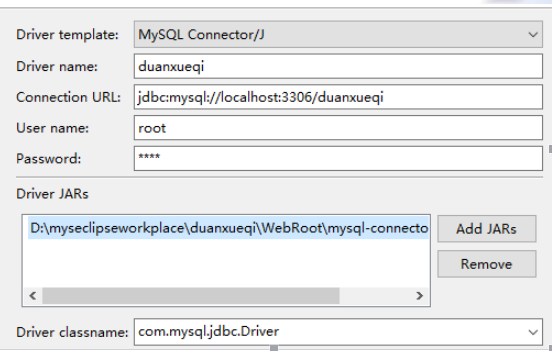 Driver template: MySQL Connector/J
Driver name: duanxueqi
Connection URL: jdbc:mysql://localhost:3306/duanxueqi
User name: root
Password: ****
Driver JARs
D:\myseclipseworkplace\duanxueqi\WebRoot\mysql-connecto
Add JARs
Remove
Driver classname: com.mysql.jdbc.Driver